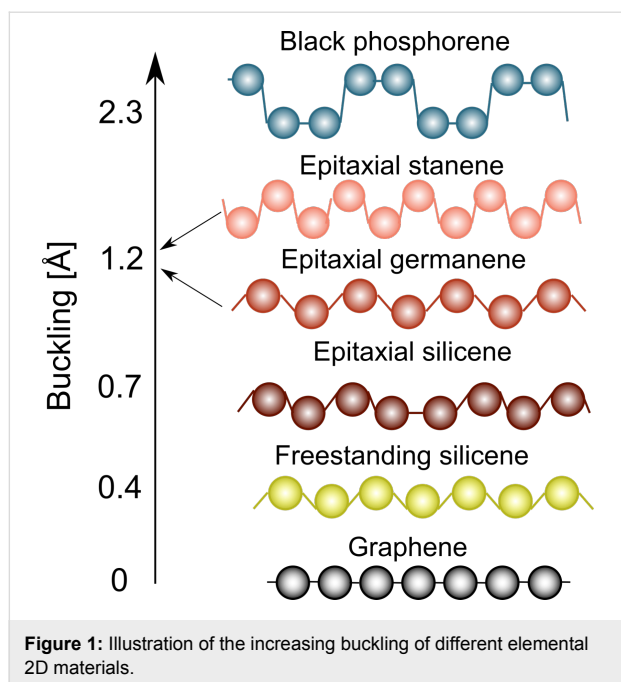 Black phosphorene
2.3
Epitaxial stanene
1.2
Epitaxial germanene
Buckling [Å]
Epitaxial silicene
0.7
Freestanding silicene
0.4
Graphene
0
Figure 1: Illustration of the increasing buckling of different elemental
2D materials.